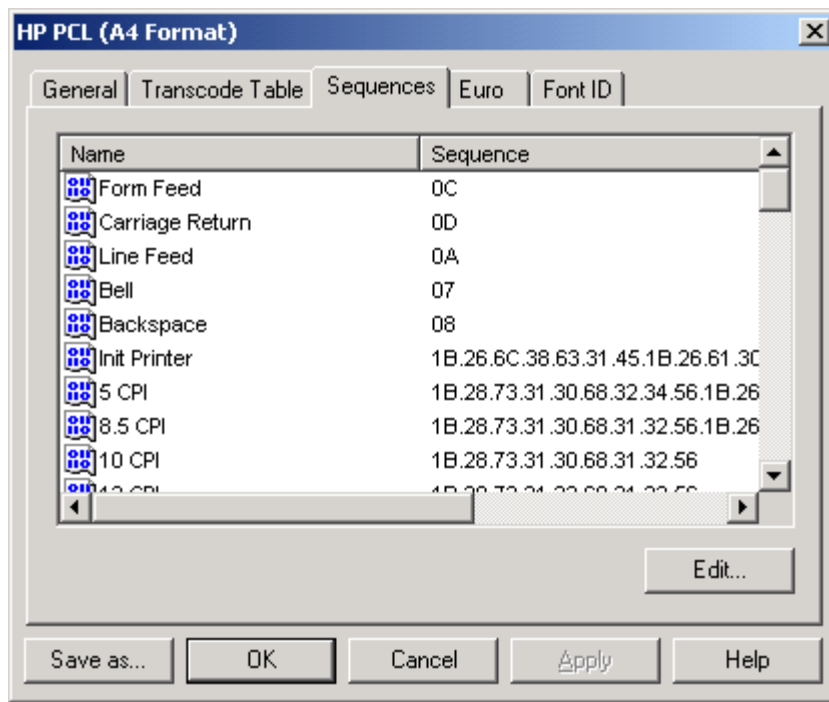 HP PCL (A4 Format)
General Transcode Table Sequences Euro Font ID
Name Sequence
Form Feed 0C
Carriage Return 0D
Line Feed 0A
Bell 07
Backspace 08
Init Printer 1B.26.6C.38.63.31.45.1B.26.61.3C
5 CPI 1B.28.73.31.30.68.32.34.56.1B.26
8.5 CPI 1B.28.73.31.30.68.31.32.56.1B.26
10 CPI 1B.28.73.31.30.68.31.32.56
12 CPI
Edit...
Save as... OK Cancel Apply Help